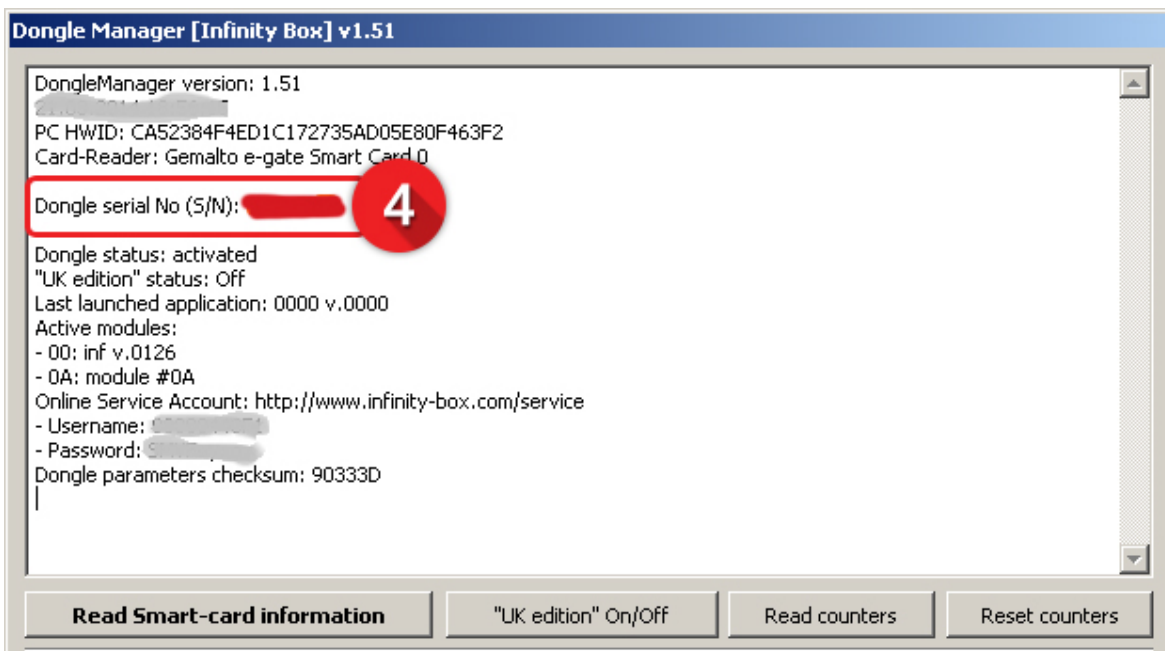 Dongle Manager [Infinity Box] v1.51
DongleManager version: 1.51
PC HWID: CA52384F4ED1C172735AD05E80F463F2
Card-Reader: Gemalto e-gate Smart Card 0
Dongle serial No (S/N):
4
Dongle status: activated
"UK edition" status: Off
Last launched application: 0000 v.0000
Active modules:
- 00: inf v.0126
- 0A: module #0A
Online Service Account: http://www.infinity-box.com/service
- Username:
- Password:
Dongle parameters checksum: 90333D
Read Smart-card information
"UK edition" On/Off
Read counters
Reset counters